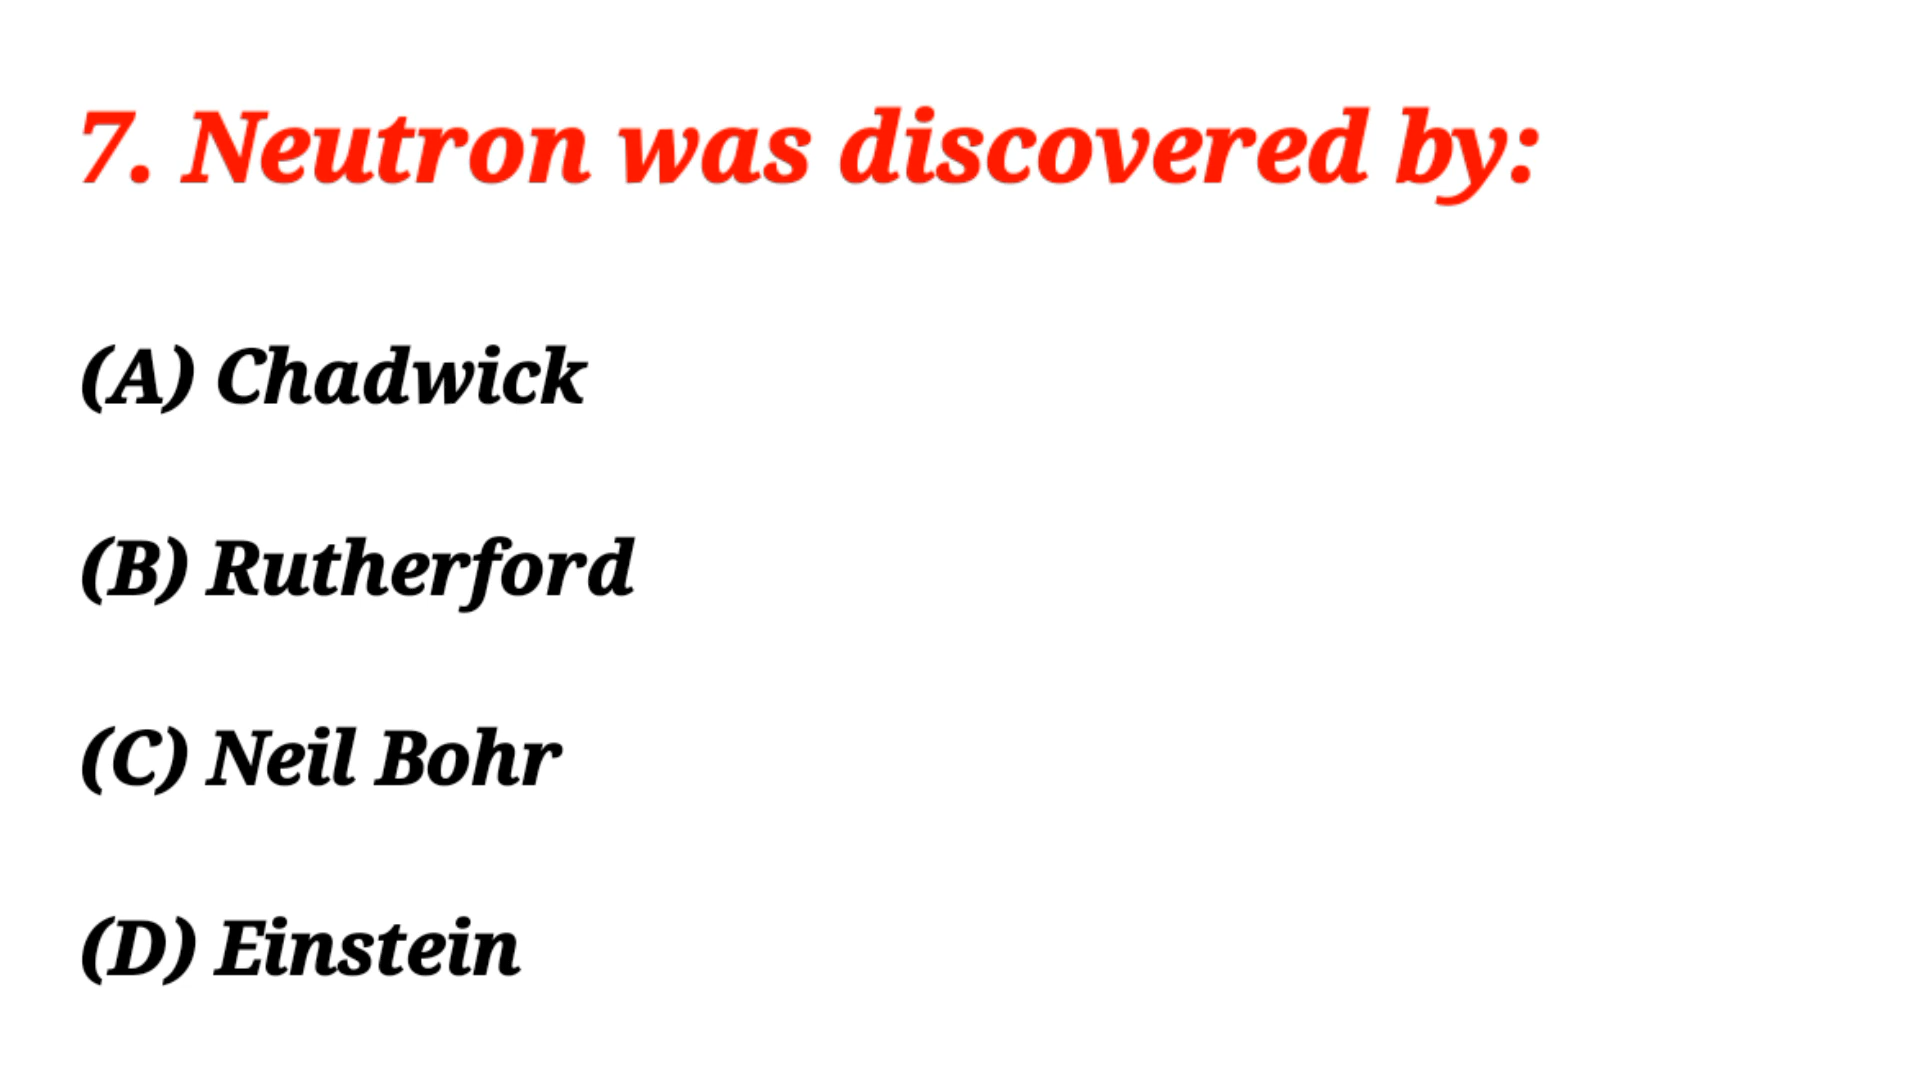 7. Neutron was discovered by:
(A) Chadwick
(B) Rutherford
(C) Neil Bohr
(D) Einstein